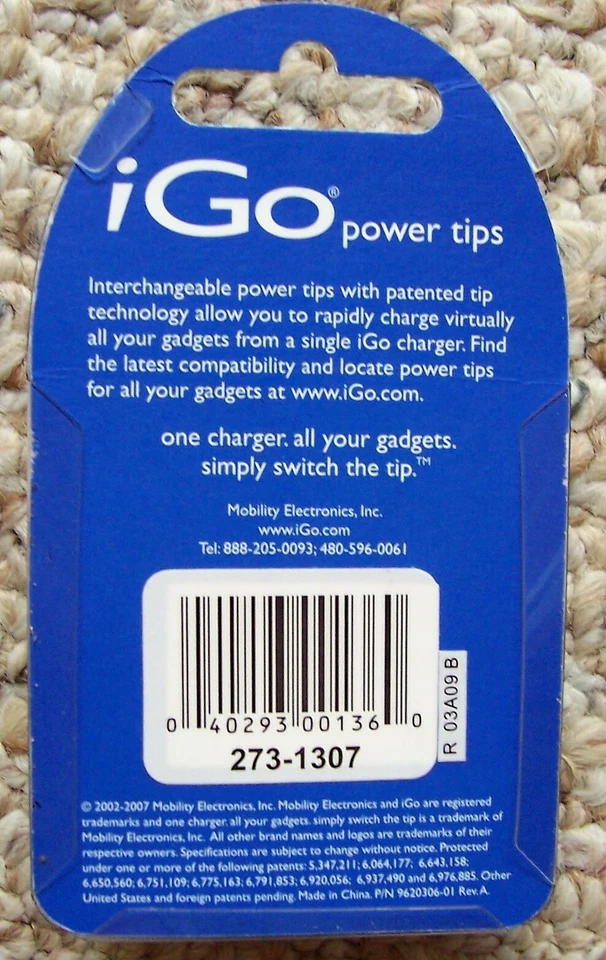 iGo® power tips
Interchangeable power tips with patented tip
technology allow you to rapidly charge virtually
all your gadgets from a single iGo charger. Find
the latest compatibility and locate power tips
for all your gadgets at www.iGo.com.
one charger. all your gadgets.
simply switch the tip.™
Mobility Electronics, Inc.
www.iGo.com
Tel: 888-205-0093; 480-596-0061
0 40293 00136 0
273-1307
R 03A09 B
© 2002-2007 Mobility Electronics, Inc. Mobility Electronics and iGo are registered
trademarks and one charger. all your gadgets. simply switch the tip is a trademark of
Mobility Electronics, Inc. All other brand names and logos are trademarks of their
respective owners. Specifications are subject to change without notice. Protected
under one or more of the following patents: 5,347,211; 6,064,177; 6,643,158;
6,650,560; 6,751,109; 6,775,163; 6,791,853; 6,920,056; 6,937,490 and 6,976,885. Other
United States and foreign patents pending. Made in China. P/N 9620306-01 Rev. A.